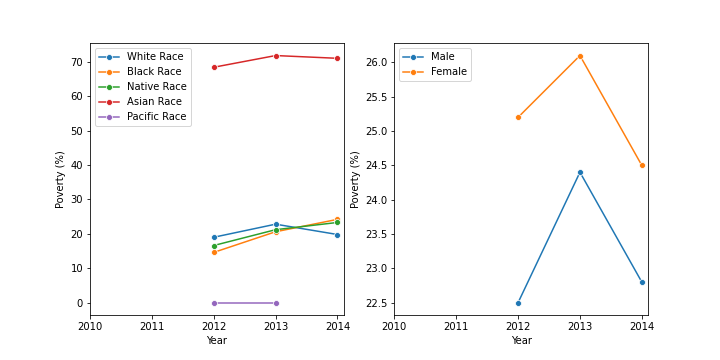 White Race
Black Race
Native Race
Asian Race
Pacific Race
Poverty (%)
70
60
50
40
30
20
10
0
2010 2011 2012 2013 2014
Year
Male
Female
Poverty (%)
26.0
25.5
25.0
24.5
24.0
23.5
23.0
22.5
2010 2011 2012 2013 2014
Year